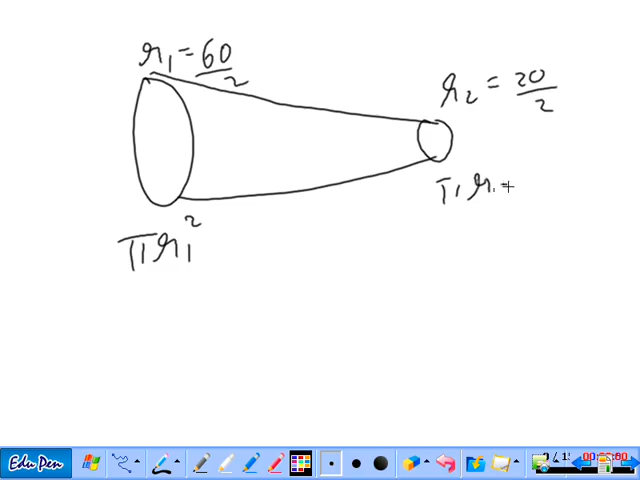 r₁ = 60/2
r₂ = 20/2
πr
πr₁²
Edu Pen